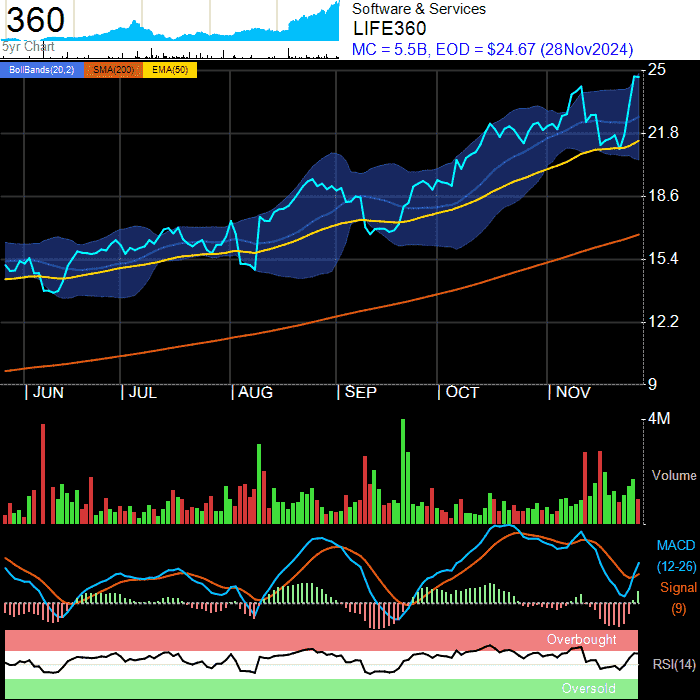 360
5yr Chart
Software & Services
LIFE360
MC = 5.5B, EOD = $24.67 (28Nov2024)
BollBands(20,2) SMA(200) EMA(50)
25
21.8
18.6
15.4
12.2
9
JUN JUL AUG SEP OCT NOV
4M
Volume
MACD
(12-26)
Signal
(9)
Overbought
RSI(14)
Oversold